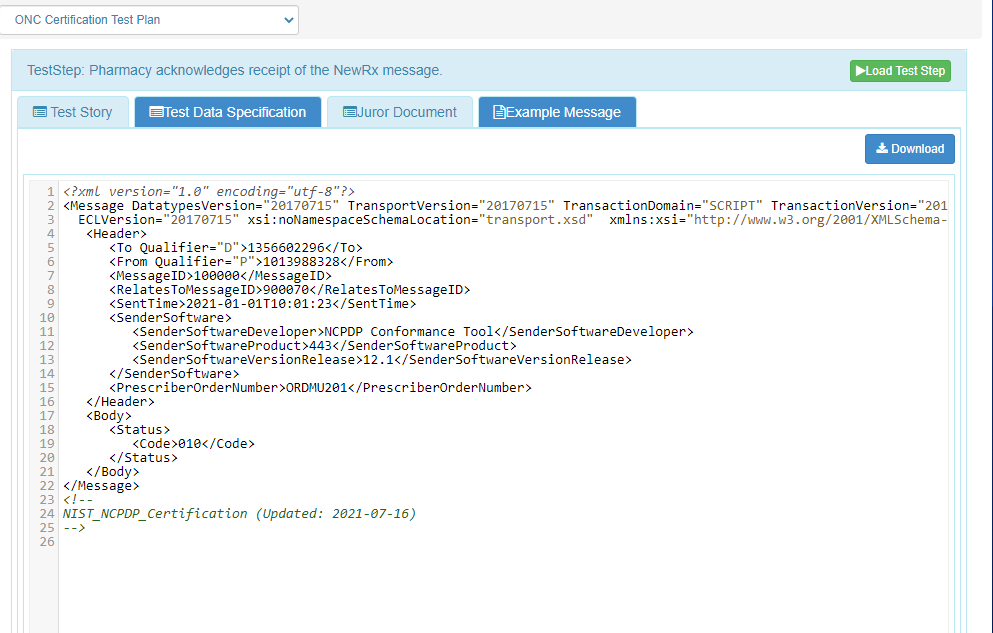 ONC Certification Test Plan
TestStep: Pharmacy acknowledges receipt of the NewRx message.
Load Test Step
Test Story
Test Data Specification
Juror Document
Example Message
Download
1 <?xml version="1.0" encoding="utf-8"?>
2 <Message DatatypesVersion="20170715" TransportVersion="20170715" TransactionDomain="SCRIPT" TransactionVersion="201
3 ECLVersion="20170715" xsi:noNamespaceSchemaLocation="transport.xsd" xmlns:xsi="http://www.w3.org/2001/XMLSchema-
4 <Header>
5 <To Qualifier="D">1356602296</To>
6 <From Qualifier="P">1013988328</From>
7 <MessageID>100000</MessageID>
8 <RelatesToMessageID>900070</RelatesToMessageID>
9 <SentTime>2021-01-01T10:01:23</SentTime>
10 <SenderSoftware>
11 <SenderSoftwareDeveloper>NCPDP Conformance Tool</SenderSoftwareDeveloper>
12 <SenderSoftwareProduct>443</SenderSoftwareProduct>
13 <SenderSoftwareVersionRelease>12.1</SenderSoftwareVersionRelease>
14 </SenderSoftware>
15 <PrescriberOrderNumber>ORDMU201</PrescriberOrderNumber>
16 </Header>
17 <Body>
18 <Status>
19 <Code>010</Code>
20 </Status>
21 </Body>
22 </Message>
23 <!--
24 NIST_NCPDP_Certification (Updated: 2021-07-16)
25 -->
26